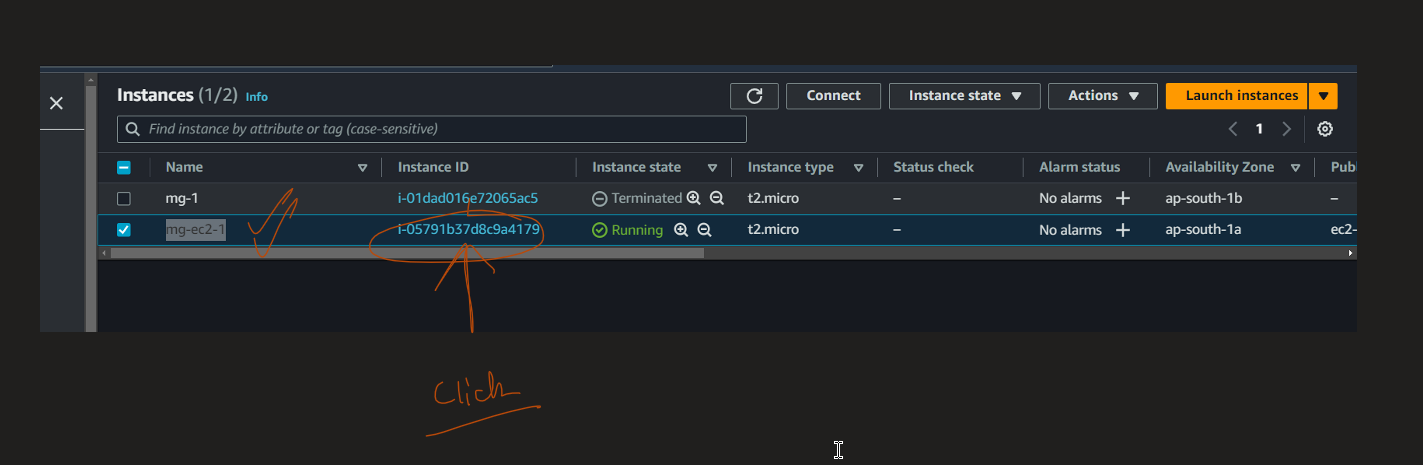 Instances (1/2) Info
Connect
Instance state
Actions
Launch instances
Find instance by attribute or tag (case-sensitive)
1
Name Instance ID Instance state Instance type Status check Alarm status Availability Zone Publ
mg-1 i-01dad016e72065ac5 Terminated t2.micro – No alarms + ap-south-1b –
mg-ec2-1 i-05791b37d8c9a4179 Running t2.micro – No alarms + ap-south-1a ec2-
Click